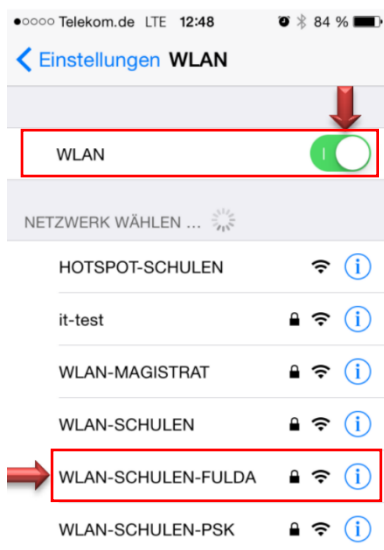 Telekom.de LTE 12:48 84 %
Einstellungen WLAN
WLAN
NETZWERK WÄHLEN ...
HOTSPOT-SCHULEN
it-test
WLAN-MAGISTRAT
WLAN-SCHULEN
WLAN-SCHULEN-FULDA
WLAN-SCHULEN-PSK